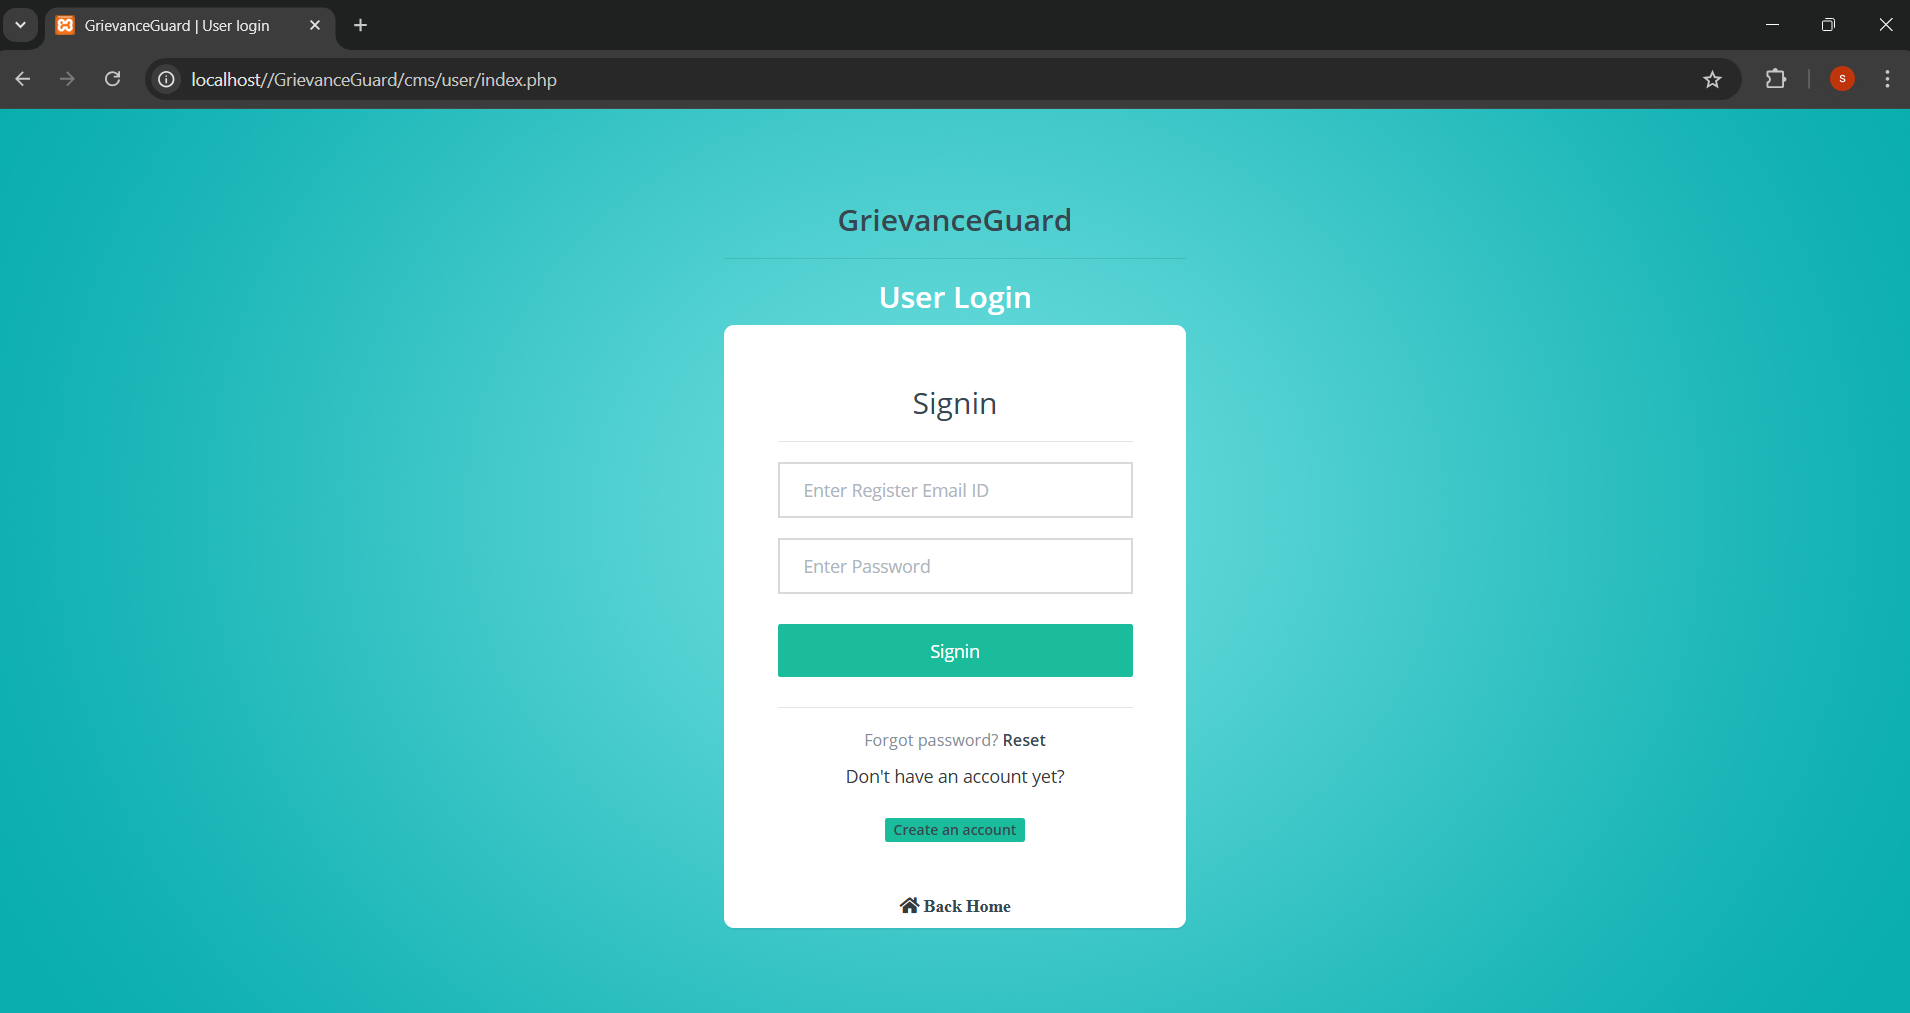 GrievanceGuard | User login
localhost//GrievanceGuard/cms/user/index.php
S
GrievanceGuard
User Login
Signin
Enter Register Email ID
Enter Password
Signin
Forgot password? Reset
Don't have an account yet?
Create an account
Back Home